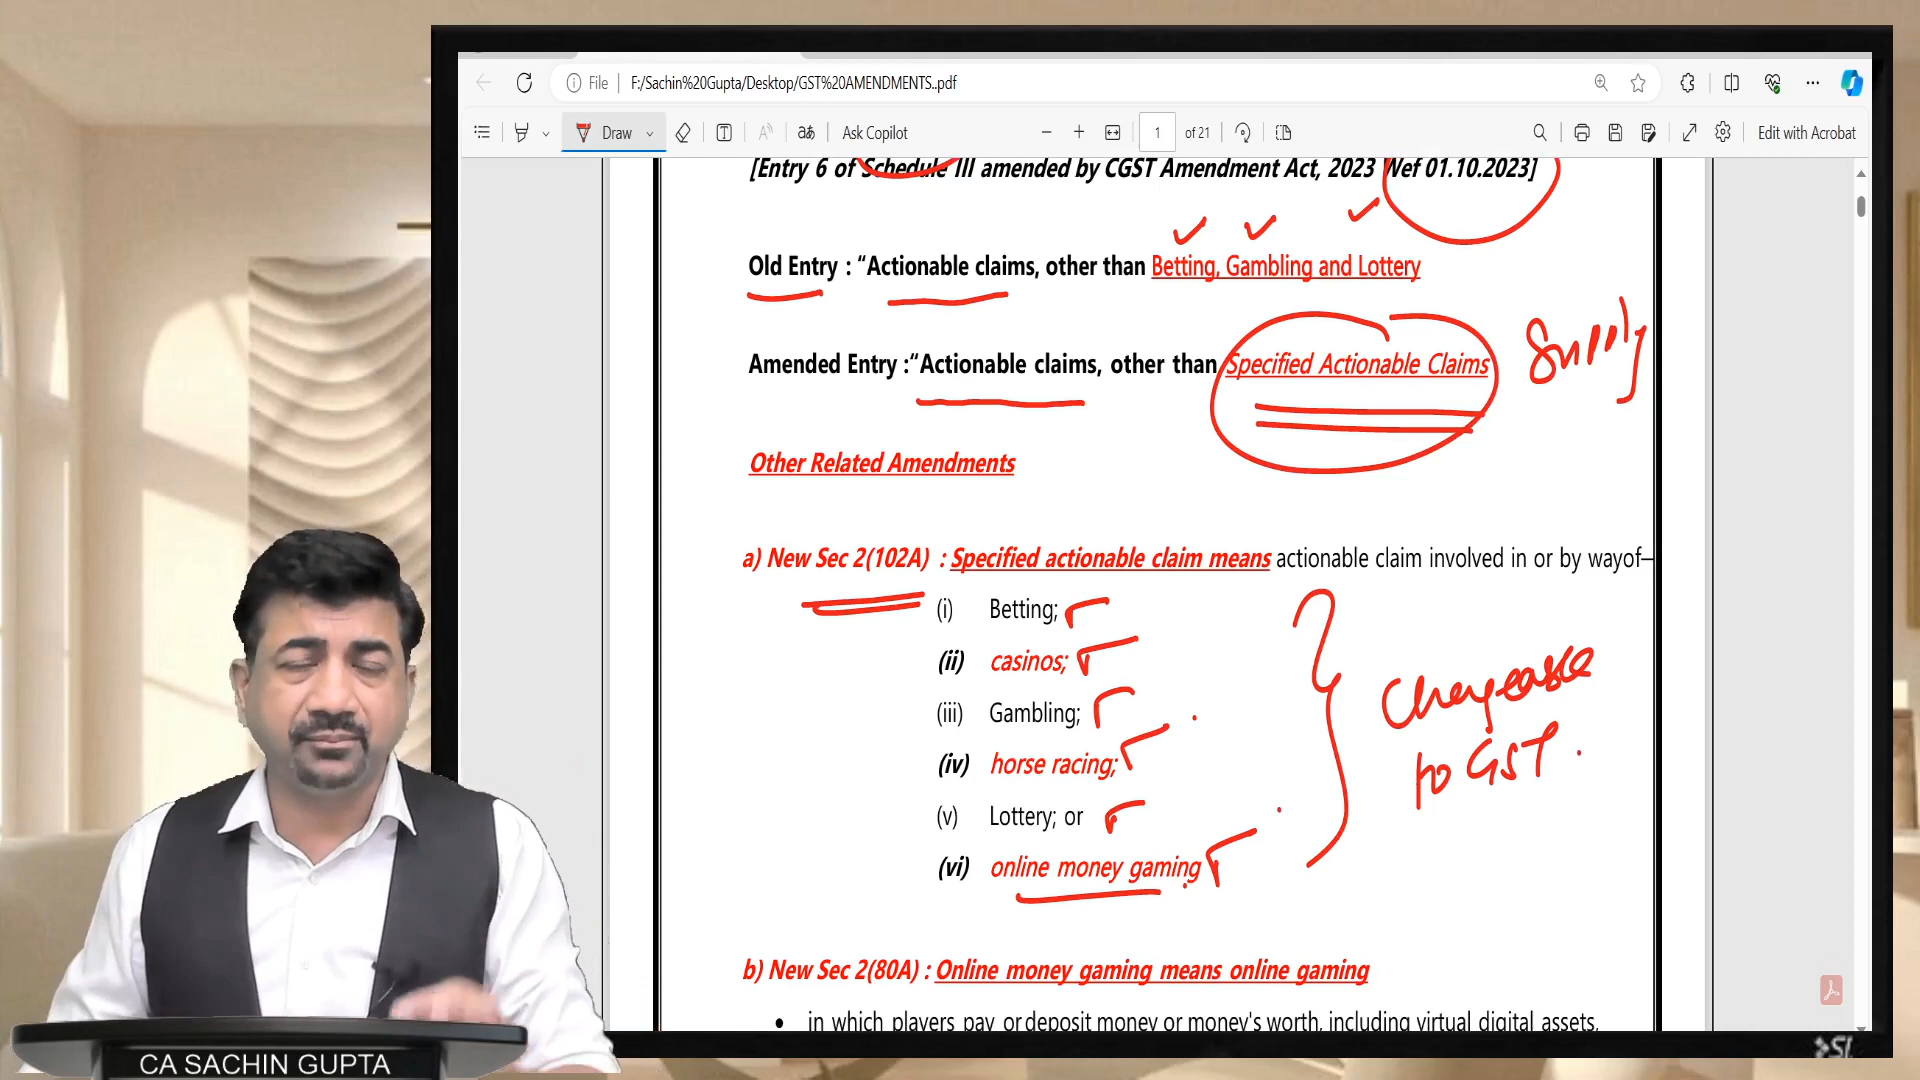 File F:/Sachin%20Gupta/Desktop/GST%20AMENDMENTS..pdf
Draw Ask Copilot 1 of 21 Edit with Acrobat
[Entry 6 of Schedule III amended by CGST Amendment Act, 2023 Wef 01.10.2023]
Old Entry : “Actionable claims, other than Betting, Gambling and Lottery
Amended Entry :“Actionable claims, other than Specified Actionable Claims
Supply
Other Related Amendments
a) New Sec 2(102A) : Specified actionable claim means actionable claim involved in or by wayof–
(i) Betting;
(ii) casinos;
(iii) Gambling;
(iv) horse racing;
(v) Lottery; or
(vi) online money gaming
Chargeable
to GST.
b) New Sec 2(80A) : Online money gaming means online gaming
• in which players pay or deposit money or money's worth, including virtual digital assets,
CA SACHIN GUPTA